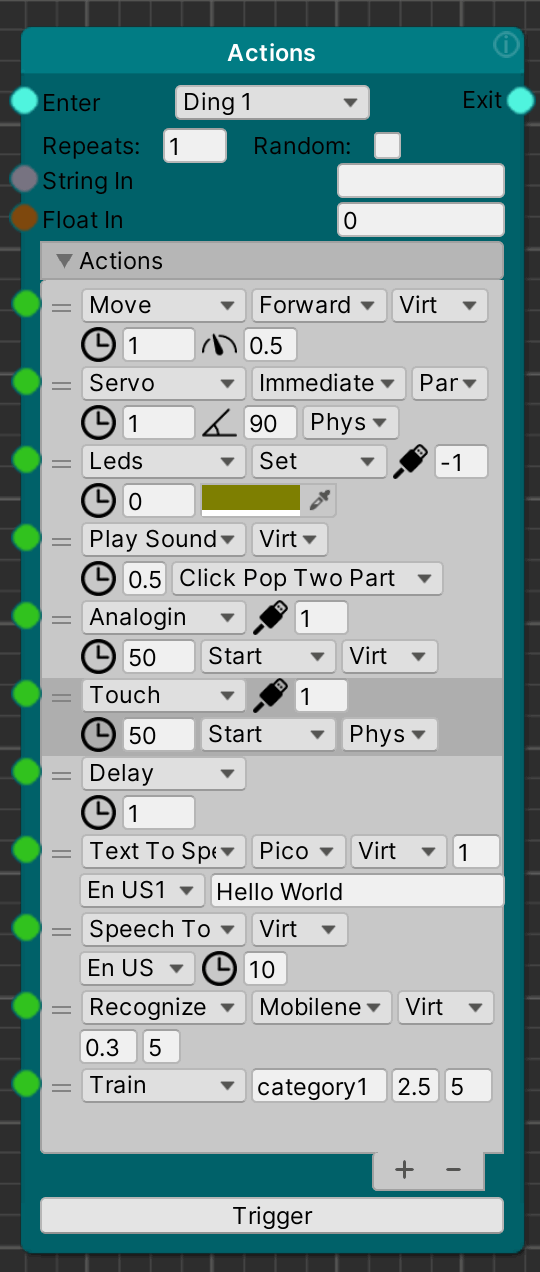 Actions
Enter Ding 1 Exit
Repeats: 1 Random:
String In
Float In 0
Actions
Move Forward Virt
1 0.5
Servo Immediate Par
1 90 Phys
Leds Set -1
0
Play Sound Virt
0.5 Click Pop Two Part
Analogin 1
50 Start Virt
Touch 1
50 Start Phys
Delay
1
Text To Spe Pico Virt 1
En US1 Hello World
Speech To Virt
En US 10
Recognize Mobilene Virt
0.3 5
Train category1 2.5 5
+ −
Trigger